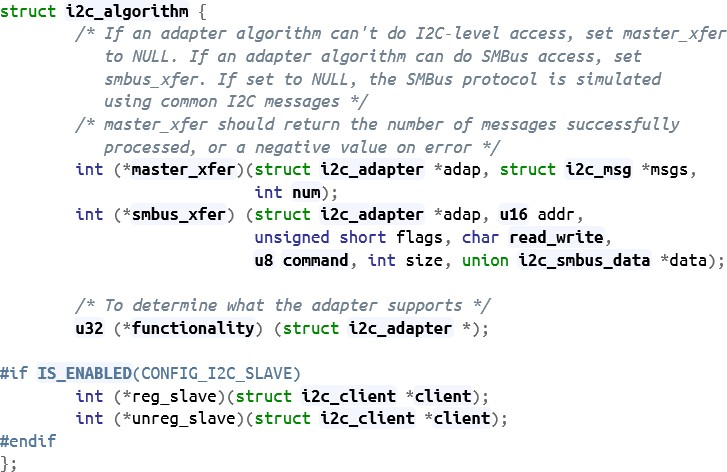 struct i2c_algorithm {
        /* If an adapter algorithm can't do I2C-level access, set master_xfer
           to NULL. If an adapter algorithm can do SMBus access, set
           smbus_xfer. If set to NULL, the SMBus protocol is simulated
           using common I2C messages */
        /* master_xfer should return the number of messages successfully
           processed, or a negative value on error */
        int (*master_xfer)(struct i2c_adapter *adap, struct i2c_msg *msgs,
                           int num);
        int (*smbus_xfer) (struct i2c_adapter *adap, u16 addr,
                           unsigned short flags, char read_write,
                           u8 command, int size, union i2c_smbus_data *data);

        /* To determine what the adapter supports */
        u32 (*functionality) (struct i2c_adapter *);

#if IS_ENABLED(CONFIG_I2C_SLAVE)
        int (*reg_slave)(struct i2c_client *client);
        int (*unreg_slave)(struct i2c_client *client);
#endif
};